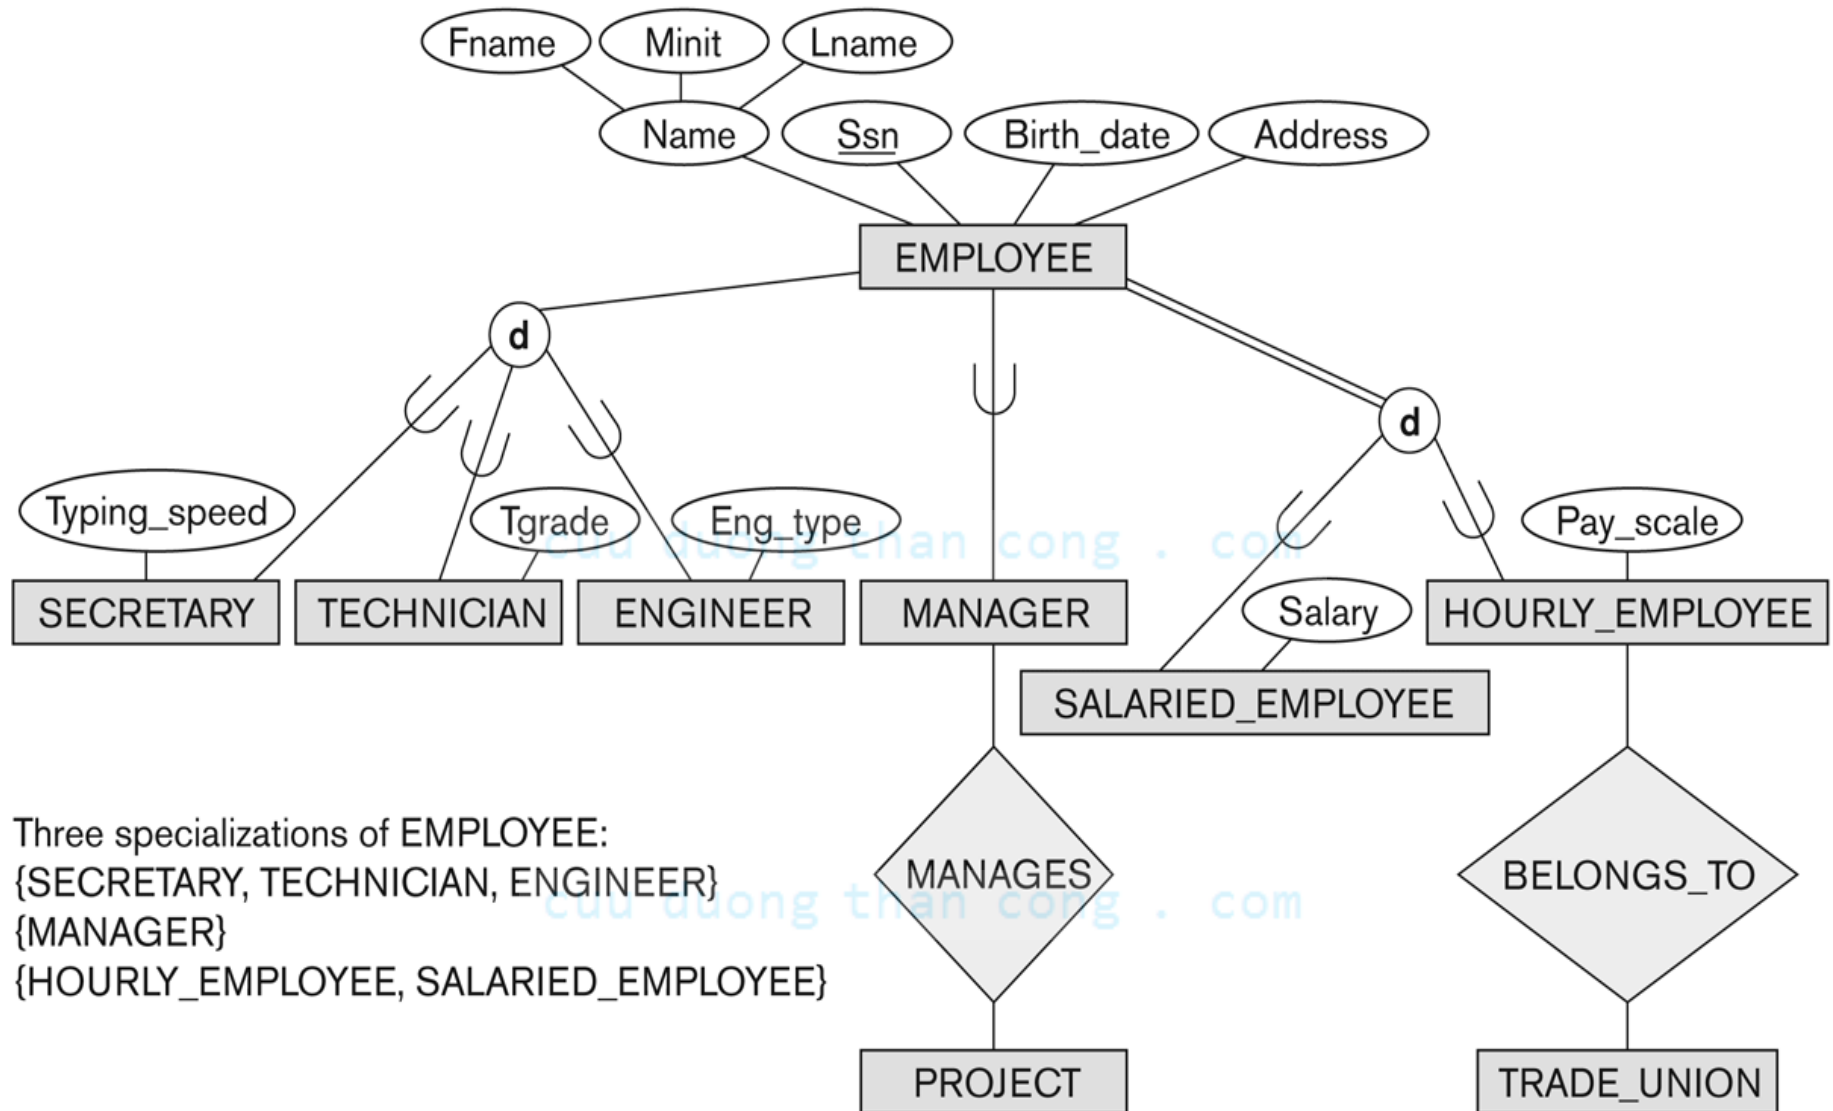 Fname Minit Lname
Name Ssn Birth_date Address
EMPLOYEE
d
d
Typing_speed Tgrade Eng_type Pay_scale
cuu duong than cong . com
SECRETARY TECHNICIAN ENGINEER MANAGER Salary HOURLY_EMPLOYEE
SALARIED_EMPLOYEE
Three specializations of EMPLOYEE:
{SECRETARY, TECHNICIAN, ENGINEER}
{MANAGER}
{HOURLY_EMPLOYEE, SALARIED_EMPLOYEE}
MANAGES BELONGS_TO
cuu duong than cong . com
PROJECT TRADE_UNION